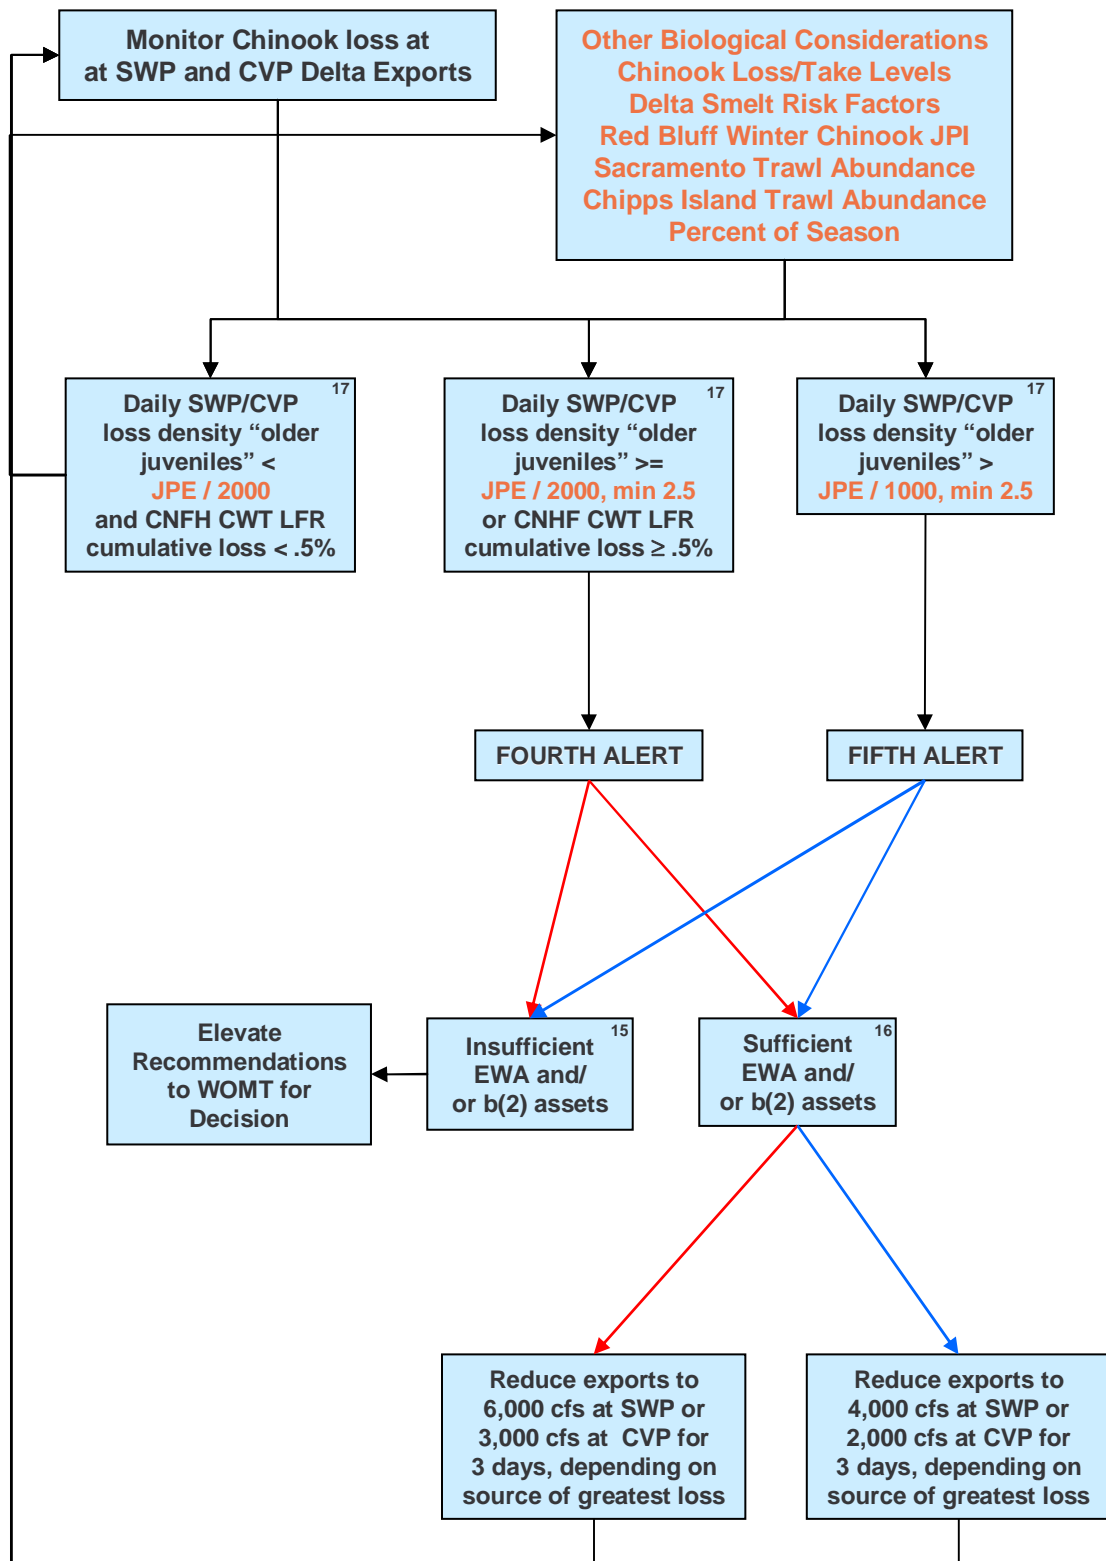 Monitor Chinook loss at
at SWP and CVP Delta Exports
Other Biological Considerations
Chinook Loss/Take Levels
Delta Smelt Risk Factors
Red Bluff Winter Chinook JPI
Sacramento Trawl Abundance
Chipps Island Trawl Abundance
Percent of Season
17
Daily SWP/CVP
loss density “older
juveniles” <
JPE / 2000
and CNFH CWT LFR
cumulative loss < .5%
17
Daily SWP/CVP
loss density “older
juveniles” >=
JPE / 2000, min 2.5
or CNHF CWT LFR
cumulative loss ≥ .5%
17
Daily SWP/CVP
loss density “older
juveniles” >
JPE / 1000, min 2.5
FOURTH ALERT
FIFTH ALERT
Elevate
Recommendations
to WOMT for
Decision
15
Insufficient
EWA and/
or b(2) assets
16
Sufficient
EWA and/
or b(2) assets
Reduce exports to
6,000 cfs at SWP or
3,000 cfs at CVP for
3 days, depending on
source of greatest loss
Reduce exports to
4,000 cfs at SWP or
2,000 cfs at CVP for
3 days, depending on
source of greatest loss